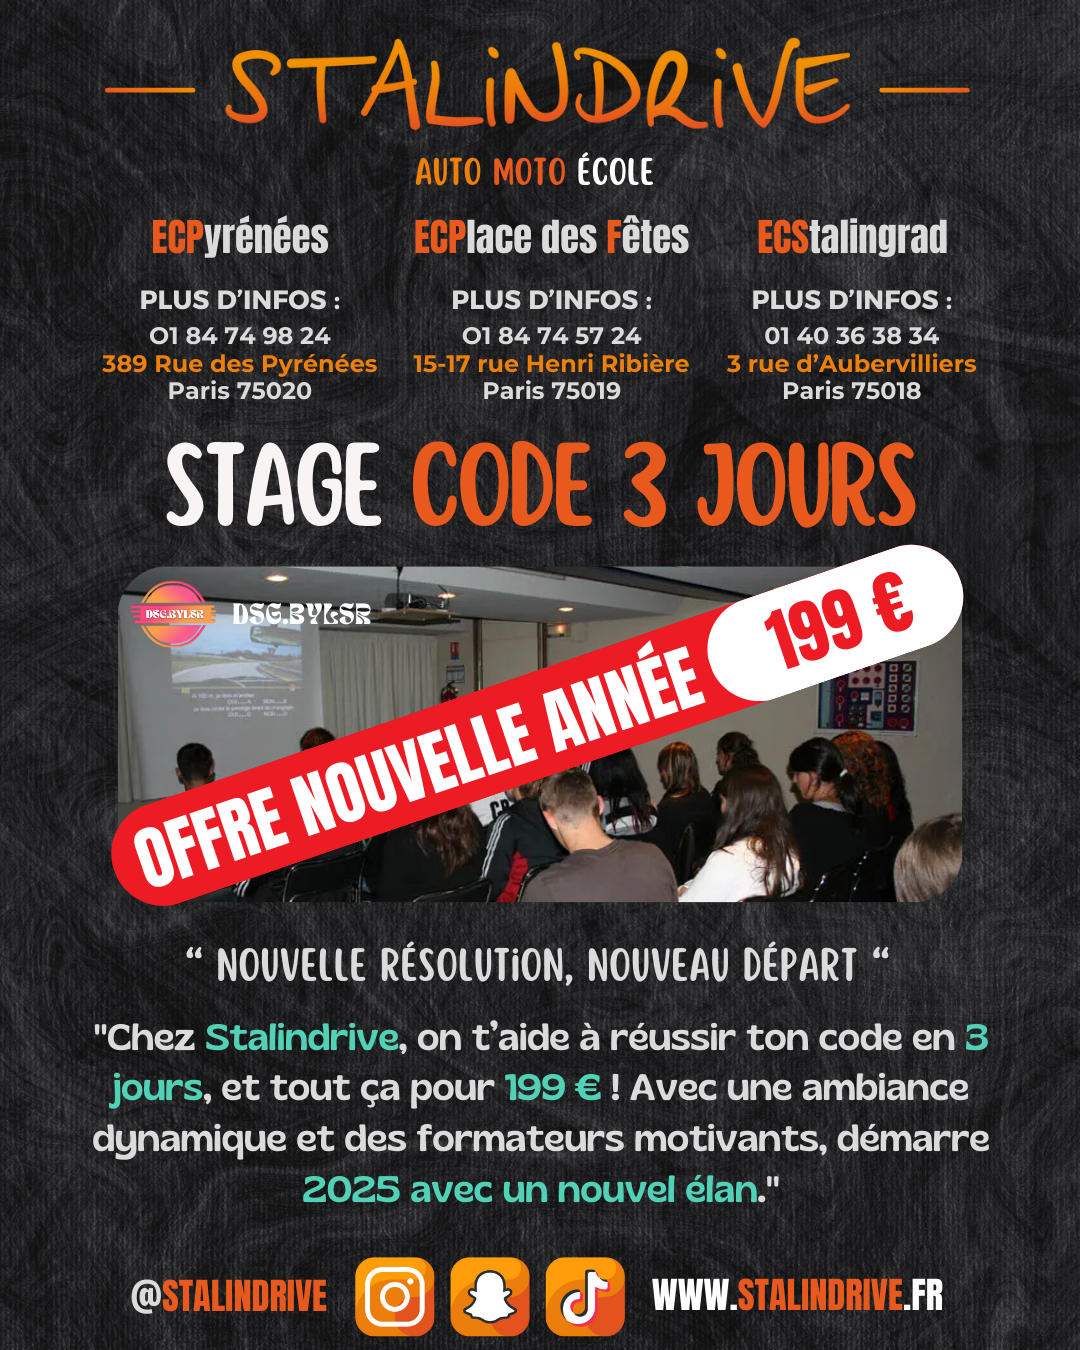 STALINDRIVE
AUTO MOTO ÉCOLE
ECPyrénées
PLUS D'INFOS :
01 84 74 98 24
389 Rue des Pyrénées
Paris 75020
ECPlace des Fêtes
PLUS D'INFOS :
01 84 74 57 24
15-17 rue Henri Ribière
Paris 75019
ECStalingrad
PLUS D'INFOS :
01 40 36 38 34
3 rue d'Aubervilliers
Paris 75018
STAGE CODE 3 JOURS
DSG.BYLSR DSG.BYLSR
OFFRE NOUVELLE ANNÉE 199 €
“ NOUVELLE RÉSOLUTION, NOUVEAU DÉPART “
"Chez Stalindrive, on t’aide à réussir ton code en 3
jours, et tout ça pour 199 € ! Avec une ambiance
dynamique et des formateurs motivants, démarre
2025 avec un nouvel élan."
@STALINDRIVE
WWW.STALINDRIVE.FR